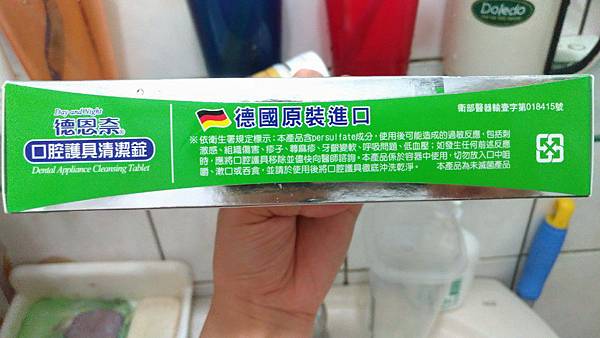 Doledo
Day and Night
德恩奈®
口腔護具清潔錠
Dental Appliance Cleansing Tablet
德國原裝進口
衛部醫器輸壹字第018415號
※依衛生署規定標示：本產品含persulfate成分，使用後可能造成的過敏反應，包括刺
激感、組織傷害、疹子、蕁麻疹、牙齦變軟、呼吸問題、低血壓；如發生任何前述反應
時，應將口腔護具移除並儘快向醫師諮詢。本產品係於容器中使用，切勿放入口中咀
嚼、漱口或吞食，並請於使用後將口腔護具徹底沖洗乾淨。 本產品為未滅菌產品